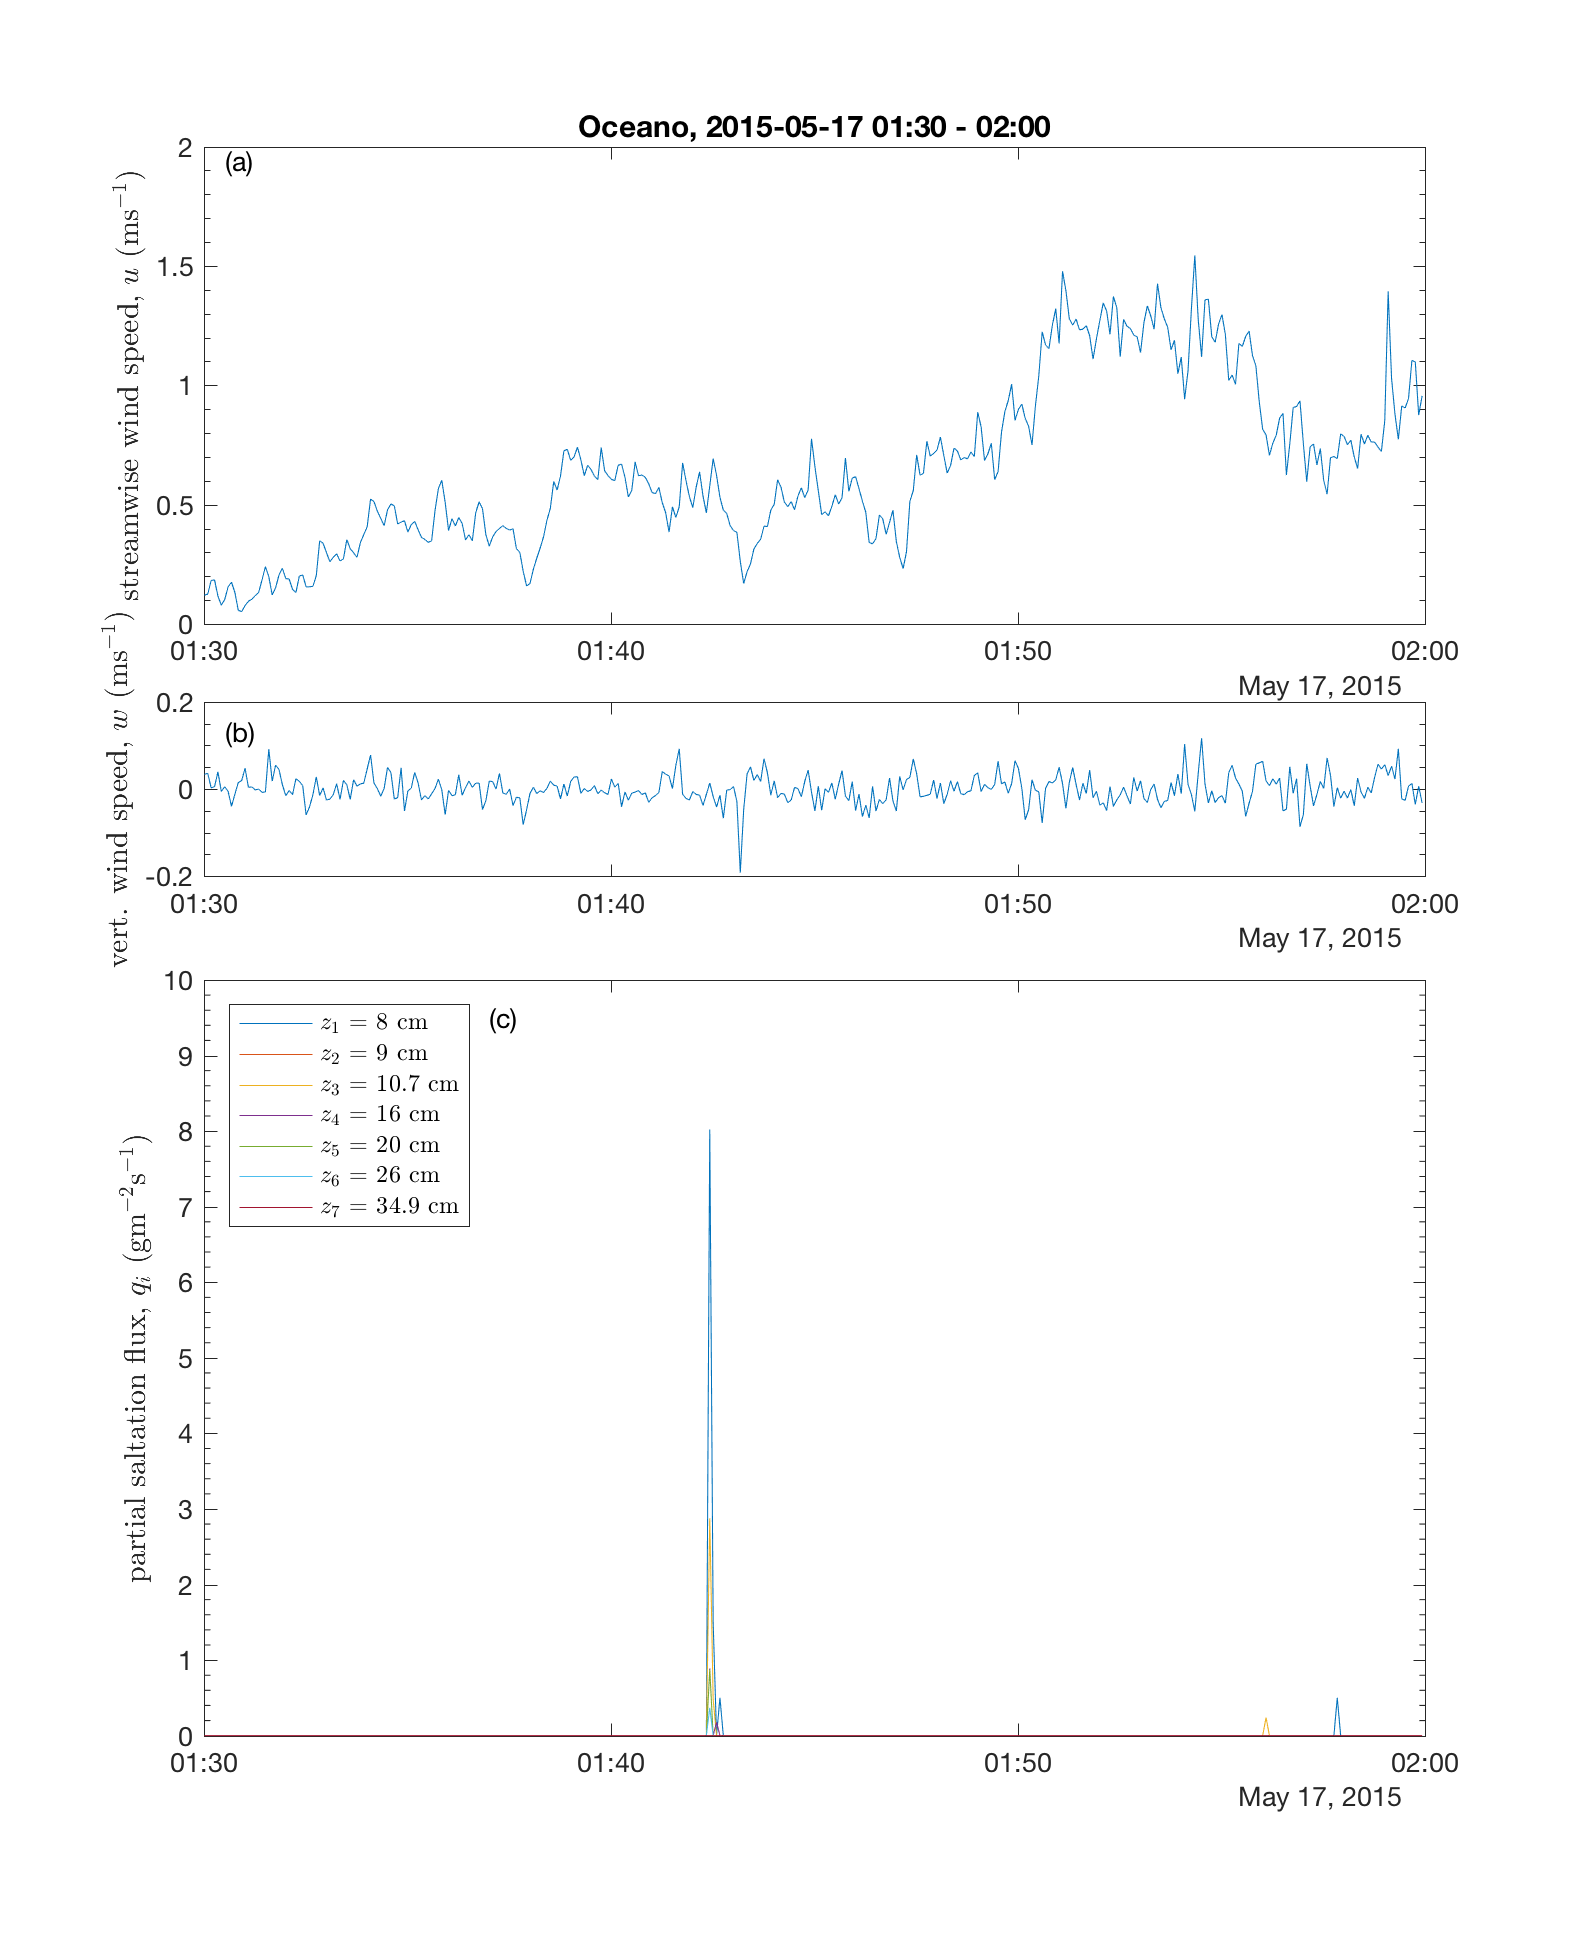 Oceano, 2015-05-17 01:30 - 02:00
(a)
streamwise wind speed, u (ms⁻¹)
2
1.5
1
0.5
0
01:30 01:40 01:50 02:00
May 17, 2015
(b)
vert. wind speed, w (ms⁻¹)
0.2
0
-0.2
01:30 01:40 01:50 02:00
May 17, 2015
(c)
partial saltation flux, qᵢ (gm⁻²s⁻¹)
10
9
8
7
6
5
4
3
2
1
0
z₁ = 8 cm
z₂ = 9 cm
z₃ = 10.7 cm
z₄ = 16 cm
z₅ = 20 cm
z₆ = 26 cm
z₇ = 34.9 cm
01:30 01:40 01:50 02:00
May 17, 2015